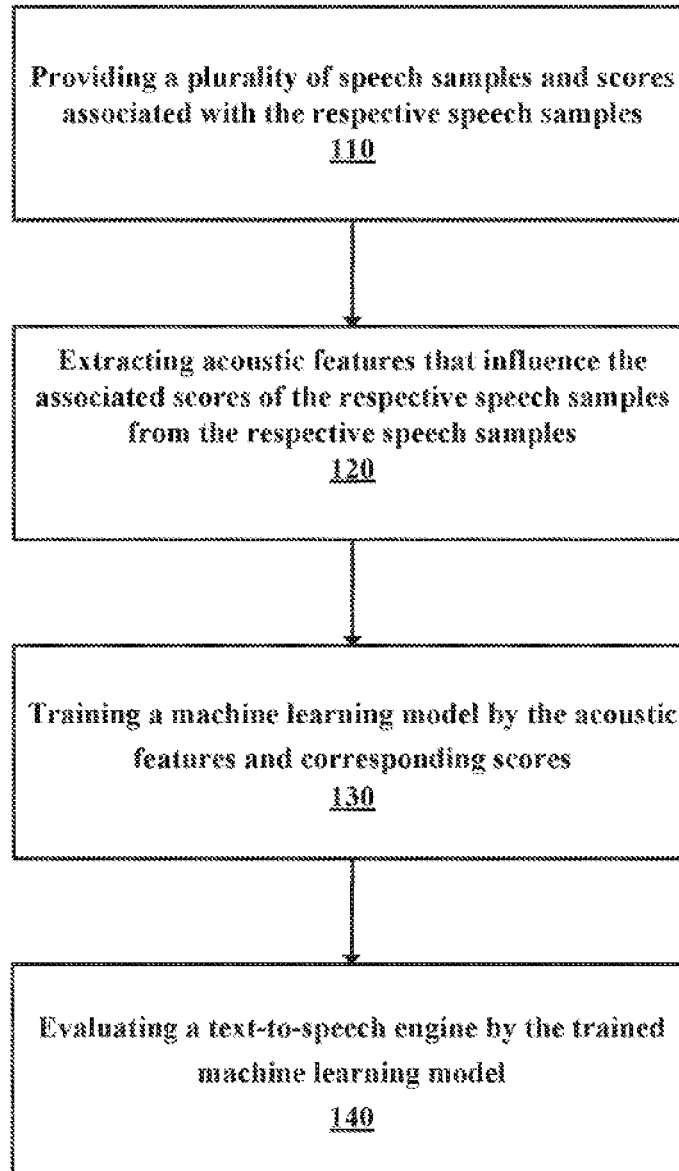 Providing a plurality of speech samples and scores
associated with the respective speech samples
110
Extracting acoustic features that influence the
associated scores of the respective speech samples
from the respective speech samples
120
Training a machine learning model by the acoustic
features and corresponding scores
130
Evaluating a text-to-speech engine by the trained
machine learning model
140